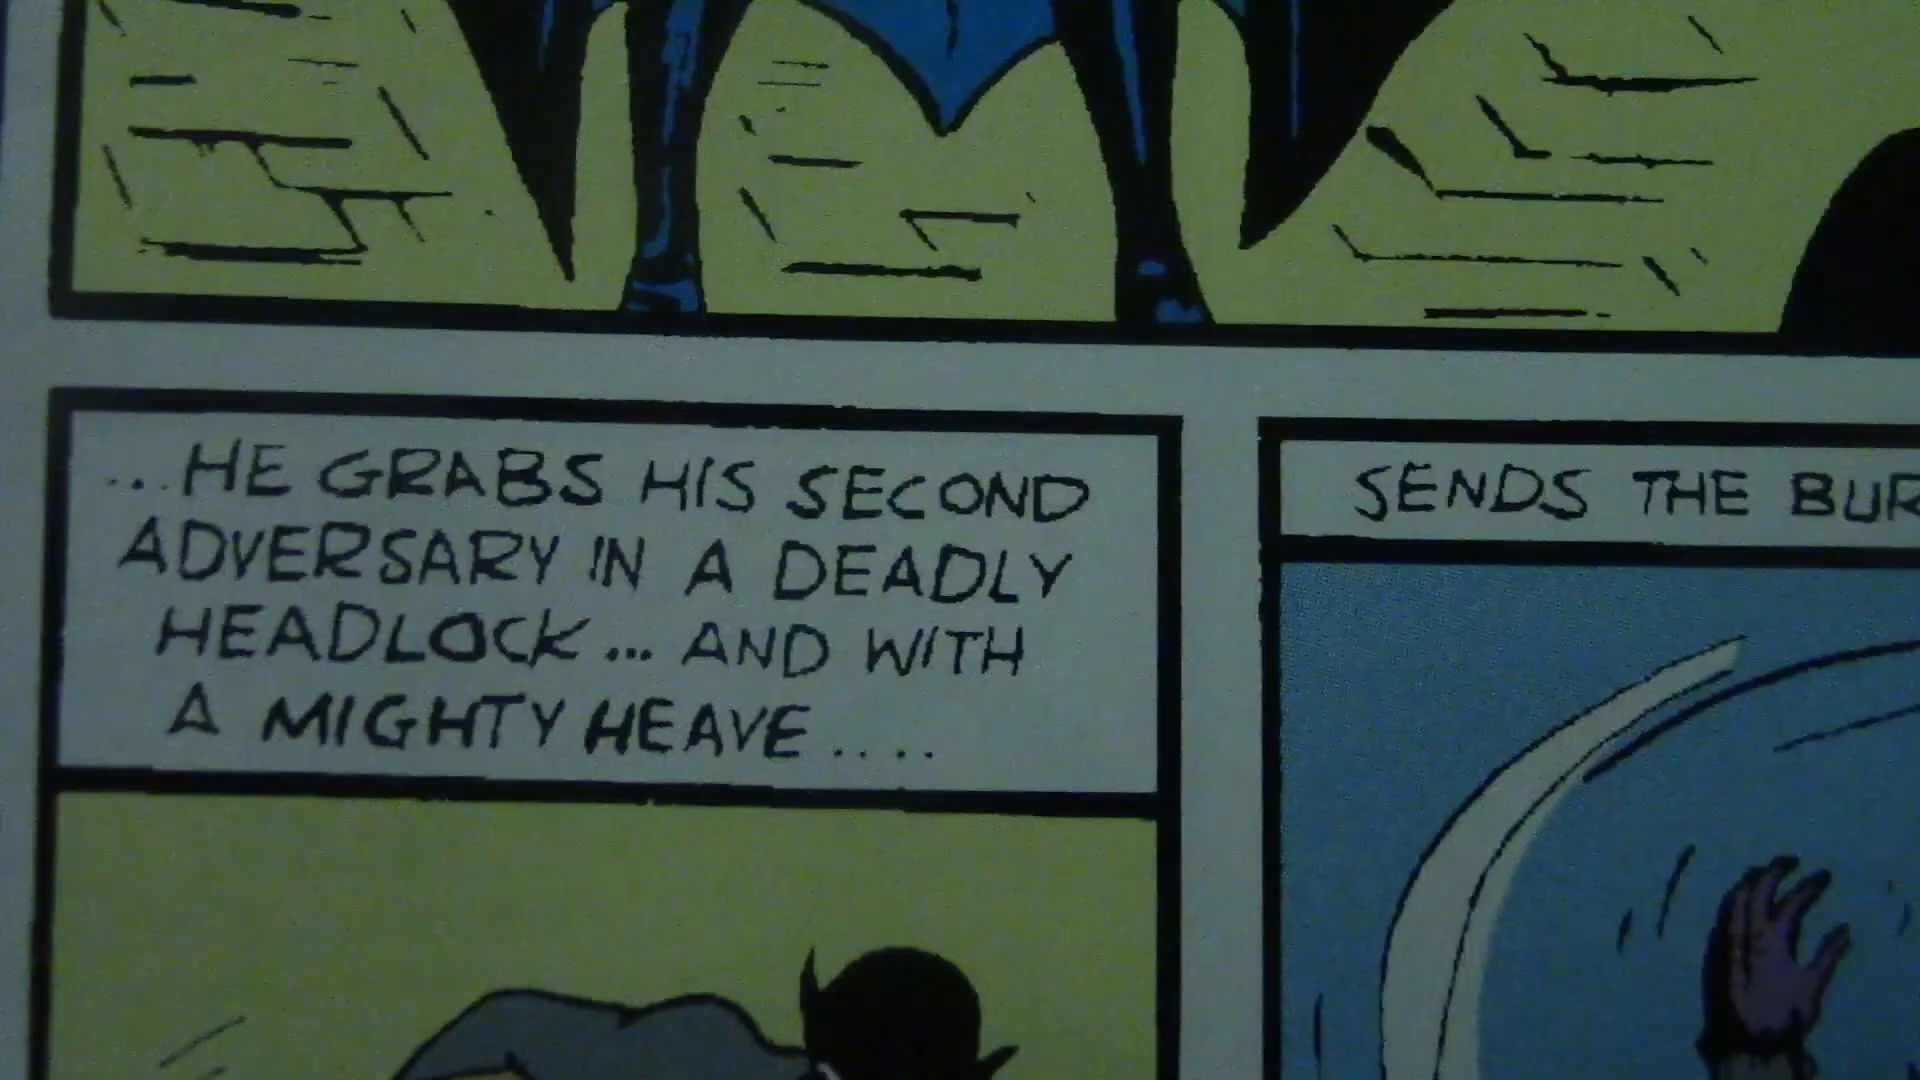 ...HE GRABS HIS SECOND
ADVERSARY IN A DEADLY
HEADLOCK... AND WITH
A MIGHTY HEAVE....
SENDS THE